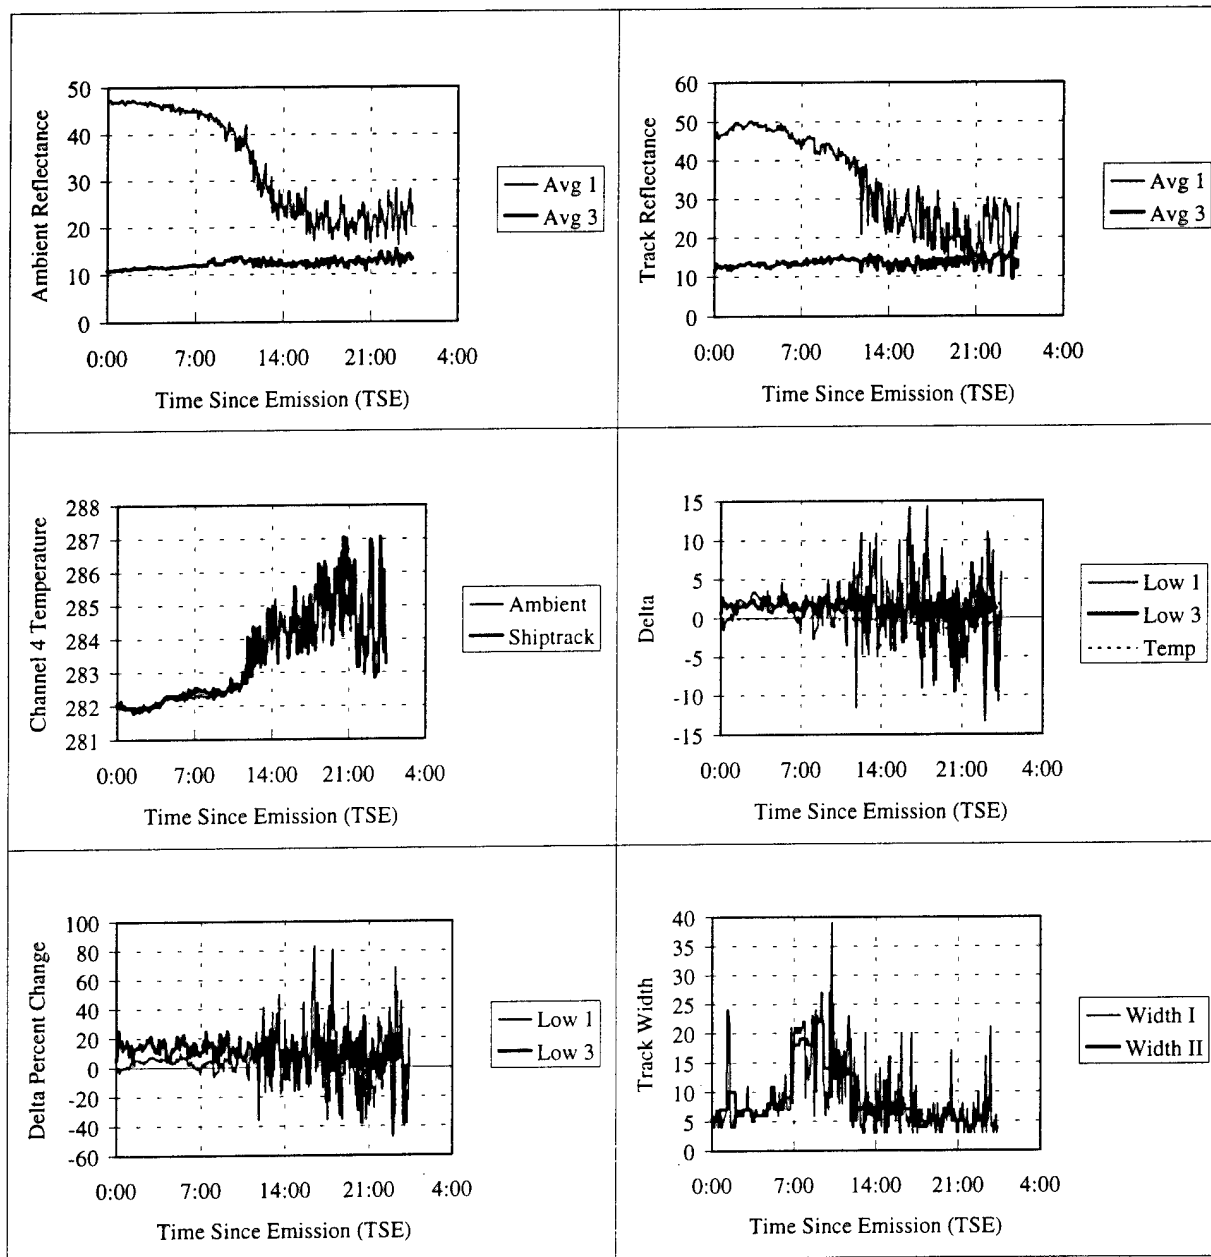 50
40
30
20
10
0
Ambient Reflectance
0:00 7:00 14:00 21:00 4:00
Time Since Emission (TSE)
Avg 1
Avg 3
60
50
40
30
20
10
0
Track Reflectance
0:00 7:00 14:00 21:00 4:00
Time Since Emission (TSE)
Avg 1
Avg 3
288
287
286
285
284
283
282
281
Channel 4 Temperature
0:00 7:00 14:00 21:00 4:00
Time Since Emission (TSE)
Ambient
Shiptrack
15
10
5
0
-5
-10
-15
Delta
0:00 7:00 14:00 21:00 4:00
Time Since Emission (TSE)
Low 1
Low 3
Temp
100
80
60
40
20
0
-20
-40
-60
Delta Percent Change
0:00 7:00 14:00 21:00 4:00
Time Since Emission (TSE)
Low 1
Low 3
40
35
30
25
20
15
10
5
0
Track Width
0:00 7:00 14:00 21:00 4:00
Time Since Emission (TSE)
Width I
Width II